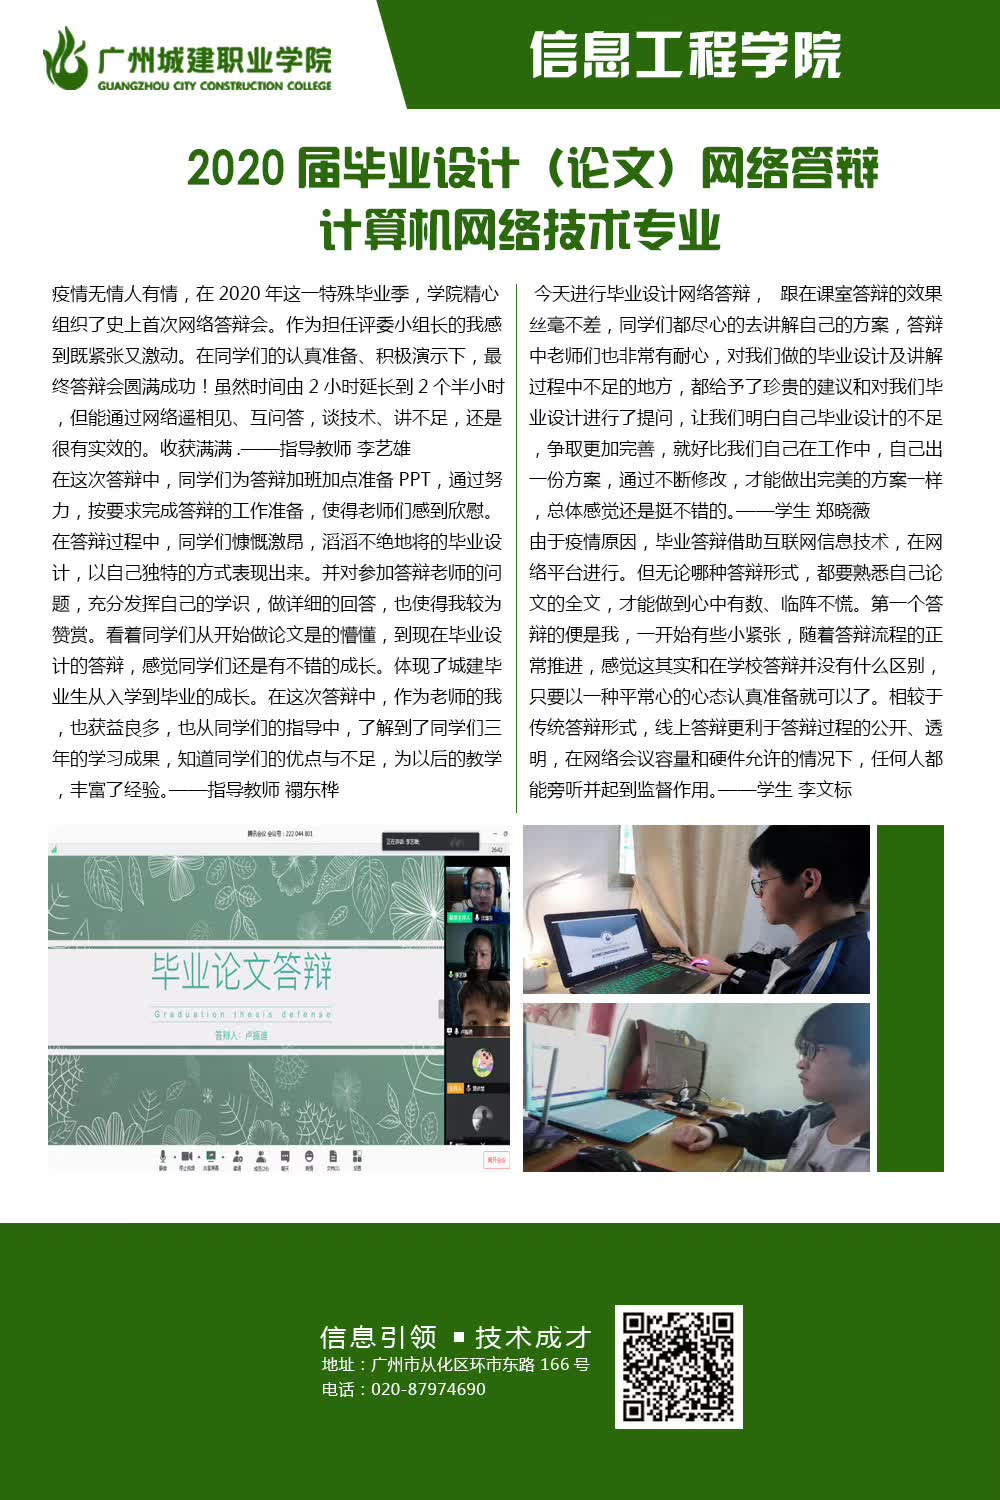 广州城建职业学院
GUANGZHOU CITY CONSTRUCTION COLLEGE
信息工程学院
2020 届毕业设计（论文）网络答辩
计算机网络技术专业
疫情无情人有情，在 2020 年这一特殊毕业季，学院精心
组织了史上首次网络答辩会。作为担任评委小组长的我感
到既紧张又激动。在同学们的认真准备、积极演示下，最
终答辩会圆满成功！虽然时间由 2 小时延长到 2 个半小时
，但能通过网络遥相见、互问答，谈技术、讲不足，还是
很有实效的。收获满满 .——指导教师 李艺雄
在这次答辩中，同学们为答辩加班加点准备 PPT，通过努
力，按要求完成答辩的工作准备，使得老师们感到欣慰。
在答辩过程中，同学们慷慨激昂，滔滔不绝地将的毕业设
计，以自己独特的方式表现出来。并对参加答辩老师的问
题，充分发挥自己的学识，做详细的回答，也使得我较为
赞赏。看着同学们从开始做论文是的懵懂，到现在毕业设
计的答辩，感觉同学们还是有不错的成长。体现了城建毕
业生从入学到毕业的成长。在这次答辩中，作为老师的我
，也获益良多，也从同学们的指导中，了解到了同学们三
年的学习成果，知道同学们的优点与不足，为以后的教学
，丰富了经验。——指导教师 禤东桦
今天进行毕业设计网络答辩， 跟在课室答辩的效果
丝毫不差，同学们都尽心的去讲解自己的方案，答辩
中老师们也非常有耐心，对我们做的毕业设计及讲解
过程中不足的地方，都给予了珍贵的建议和对我们毕
业设计进行了提问，让我们明白自己毕业设计的不足
，争取更加完善，就好比我们自己在工作中，自己出
一份方案，通过不断修改，才能做出完美的方案一样
，总体感觉还是挺不错的。——学生 郑晓薇
由于疫情原因，毕业答辩借助互联网信息技术，在网
络平台进行。但无论哪种答辩形式，都要熟悉自己论
文的全文，才能做到心中有数、临阵不慌。第一个答
辩的便是我，一开始有些小紧张，随着答辩流程的正
常推进，感觉这其实和在学校答辩并没有什么区别，
只要以一种平常心的心态认真准备就可以了。相较于
传统答辩形式，线上答辩更利于答辩过程的公开、透
明，在网络会议容量和硬件允许的情况下，任何人都
能旁听并起到监督作用。——学生 李文标
腾讯会议 会议号：222 044 801
26:42
毕业论文答辩
Graduation thesis defense
离开会议
信息引领 ▪ 技术成才
地址：广州市从化区环市东路 166 号
电话：020-87974690